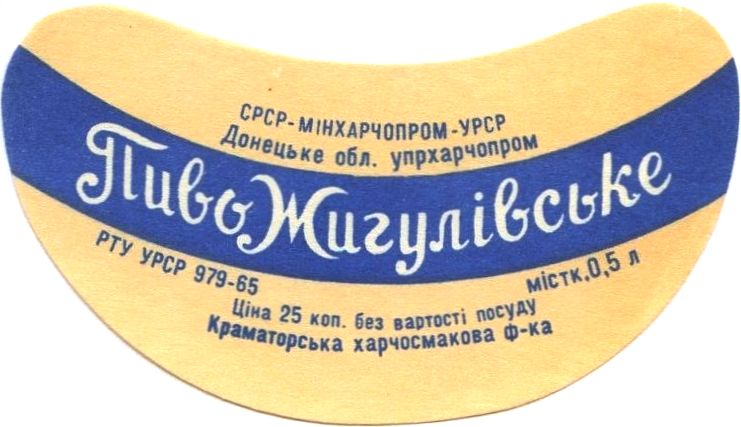 СРСР-МІНХАРЧОПРОМ-УРСР
Донецьке обл. упрхарчопром
Пиво Жигулівське
РТУ УРСР 979-65
містк. 0,5 л
Ціна 25 коп. без вартості посуду
Краматорська харчосмакова ф-ка